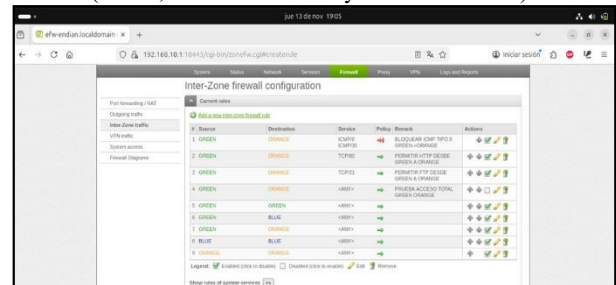 jue 13 de nov 19:05
efw-endian.localdomain -
192.168.10.1:10443/cgi-bin/zonefw.cgi#createrule
iniciar sesión
System Status Network Services Firewall Proxy VPN Logs and Reports
Inter-Zone firewall configuration
Port forwarding / NAT
Outgoing traffic
Inter-Zone traffic
VPN traffic
System access
Firewall Diagrams
Current rules
Add a new inter-zone firewall rule
# Source Destination Service Policy Remark Actions
1 GREEN ORANGE ICMP/8 ICMP/30 BLOQUEAR ICMP TIPO 8 GREEN->ORANGE
2 GREEN ORANGE TCP/80 PERMITIR HTTP DESDE GREEN A ORANGE
3 GREEN ORANGE TCP/21 PERMITIR FTP DESDE GREEN A ORANGE
4 GREEN ORANGE <ANY> PRUEBA ACCESO TOTAL GREEN ORANGE
5 GREEN GREEN <ANY>
6 GREEN BLUE <ANY>
7 GREEN ORANGE <ANY>
8 BLUE BLUE <ANY>
9 ORANGE ORANGE <ANY>
Legend: Enabled (click to disable) Disabled (click to enable) Edit Remove
Show rules of system services >>